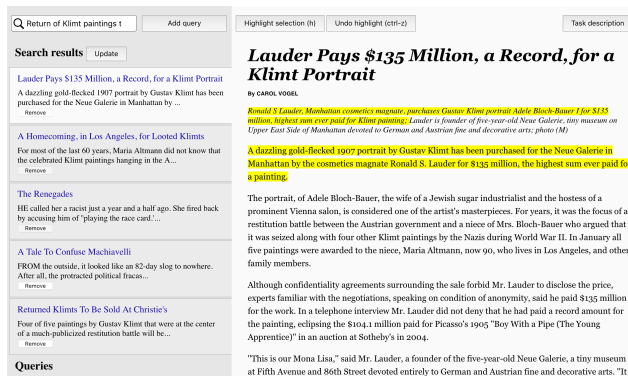 Return of Klimt paintings t
Add query
Highlight selection (h)
Undo highlight (ctrl-z)
Task description
Search results
Update
Lauder Pays $135 Million, a Record, for a Klimt Portrait
A dazzling gold-flecked 1907 portrait by Gustav Klimt has been
purchased for the Neue Galerie in Manhattan by ...
Remove
A Homecoming, in Los Angeles, for Looted Klimts
For most of the last 60 years, Maria Altmann did not know that
the celebrated Klimt paintings hanging in the A...
Remove
The Renegades
HE called her a racist just a year and a half ago. She fired back
by accusing him of ''playing the race card.'...
Remove
A Tale To Confuse Machiavelli
FROM the outside, it looked like an 82-day slog to nowhere.
After all, the protracted political fracas...
Remove
Returned Klimts To Be Sold At Christie's
Four of five paintings by Gustav Klimt that were at the center
of a much-publicized restitution battle will be...
Remove
Queries
Lauder Pays $135 Million, a Record, for a
Klimt Portrait
By CAROL VOGEL
Ronald S Lauder, Manhattan cosmetics magnate, purchases Gustav Klimt portrait Adele Bloch-Bauer I for $135
million, highest sum ever paid for Klimt painting; Lauder is founder of five-year-old Neue Galerie, tiny museum on
Upper East Side of Manhattan devoted to German and Austrian fine and decorative arts; photo (M)
A dazzling gold-flecked 1907 portrait by Gustav Klimt has been purchased for the Neue Galerie in
Manhattan by the cosmetics magnate Ronald S. Lauder for $135 million, the highest sum ever paid fo
a painting.
The portrait, of Adele Bloch-Bauer, the wife of a Jewish sugar industrialist and the hostess of a
prominent Vienna salon, is considered one of the artist's masterpieces. For years, it was the focus of a
restitution battle between the Austrian government and a niece of Mrs. Bloch-Bauer who argued that
it was seized along with four other Klimt paintings by the Nazis during World War II. In January all
five paintings were awarded to the niece, Maria Altmann, now 90, who lives in Los Angeles, and other
family members.
Although confidentiality agreements surrounding the sale forbid Mr. Lauder to disclose the price,
experts familiar with the negotiations, speaking on condition of anonymity, said he paid $135 million
for the work. In a telephone interview Mr. Lauder did not deny that he had paid a record amount for
the painting, eclipsing the $104.1 million paid for Picasso's 1905 "Boy With a Pipe (The Young
Apprentice)" in an auction at Sotheby's in 2004.
"This is our Mona Lisa," said Mr. Lauder, a founder of the five-year-old Neue Galerie, a tiny museum
at Fifth Avenue and 86th Street devoted entirely to German and Austrian fine and decorative arts. "It